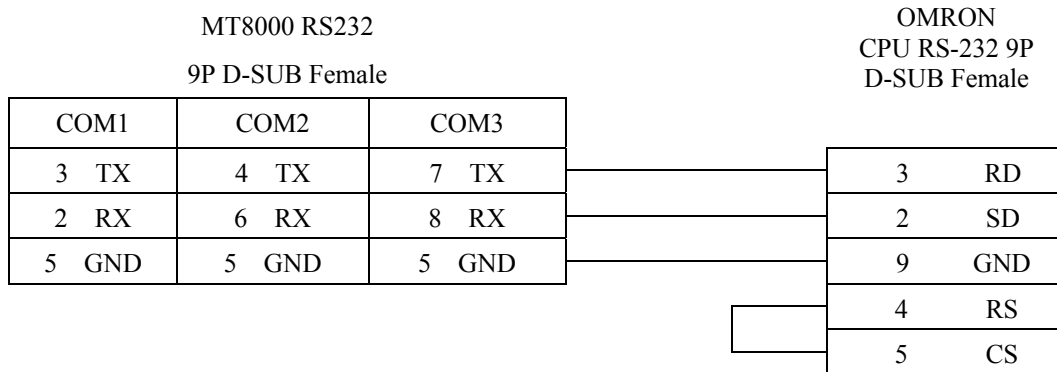 MT8000 RS232
9P D-SUB Female
OMRON
CPU RS-232 9P
D-SUB Female
COM1 COM2 COM3
3 TX 4 TX 7 TX
2 RX 6 RX 8 RX
5 GND 5 GND 5 GND
3 RD
2 SD
9 GND
4 RS
5 CS